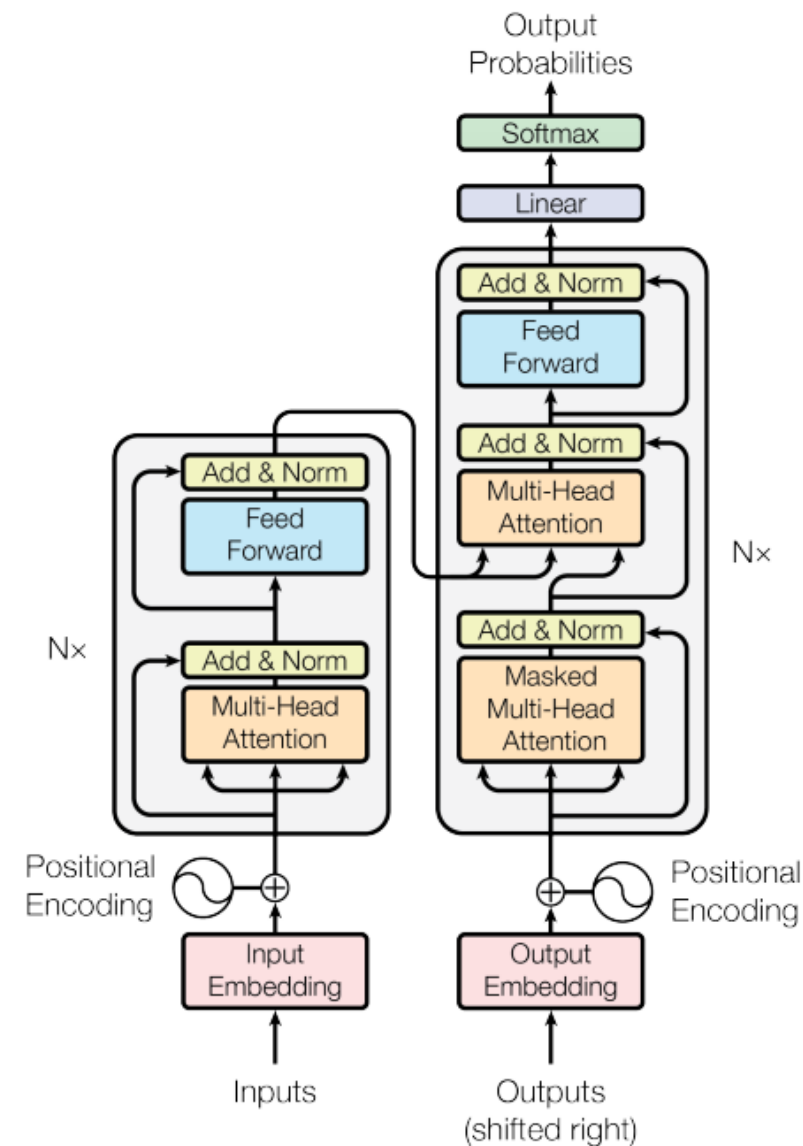 Output
Probabilities
Softmax
Linear
Add & Norm
Feed
Forward
Add & Norm
Multi-Head
Attention
Add & Norm
Masked
Multi-Head
Attention
N×
Add & Norm
Feed
Forward
Add & Norm
Multi-Head
Attention
N×
Positional
Encoding
Positional
Encoding
Input
Embedding
Output
Embedding
Inputs
Outputs
(shifted right)